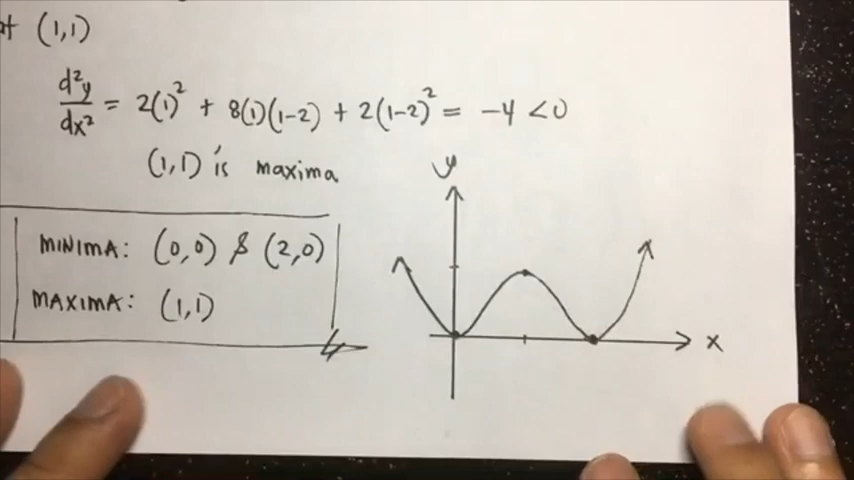 at (1,1)
d²y/dx² = 2(1)² + 8(1)(1-2) + 2(1-2)² = -4 < 0
(1,1) is maxima
MINIMA: (0,0) & (2,0)
MAXIMA: (1,1)
y
x